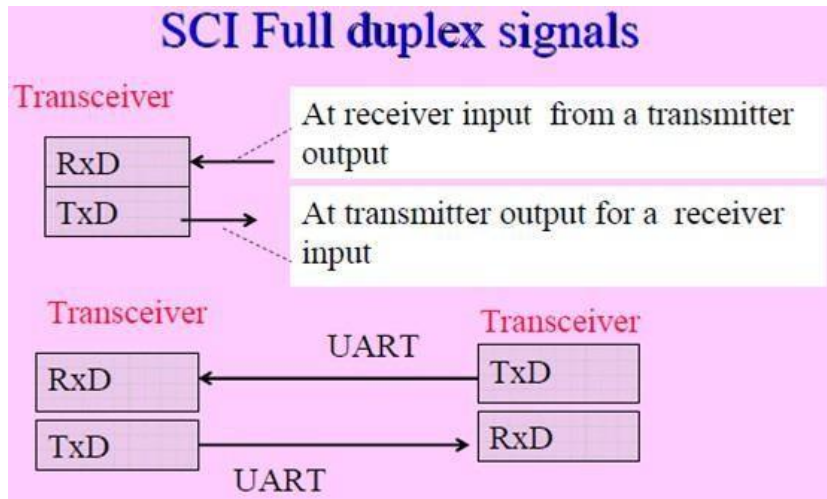 SCI Full duplex signals
Transceiver
RxD
TxD
At receiver input from a transmitter
output
At transmitter output for a receiver
input
Transceiver
Transceiver
UART
RxD
TxD
TxD
RxD
UART